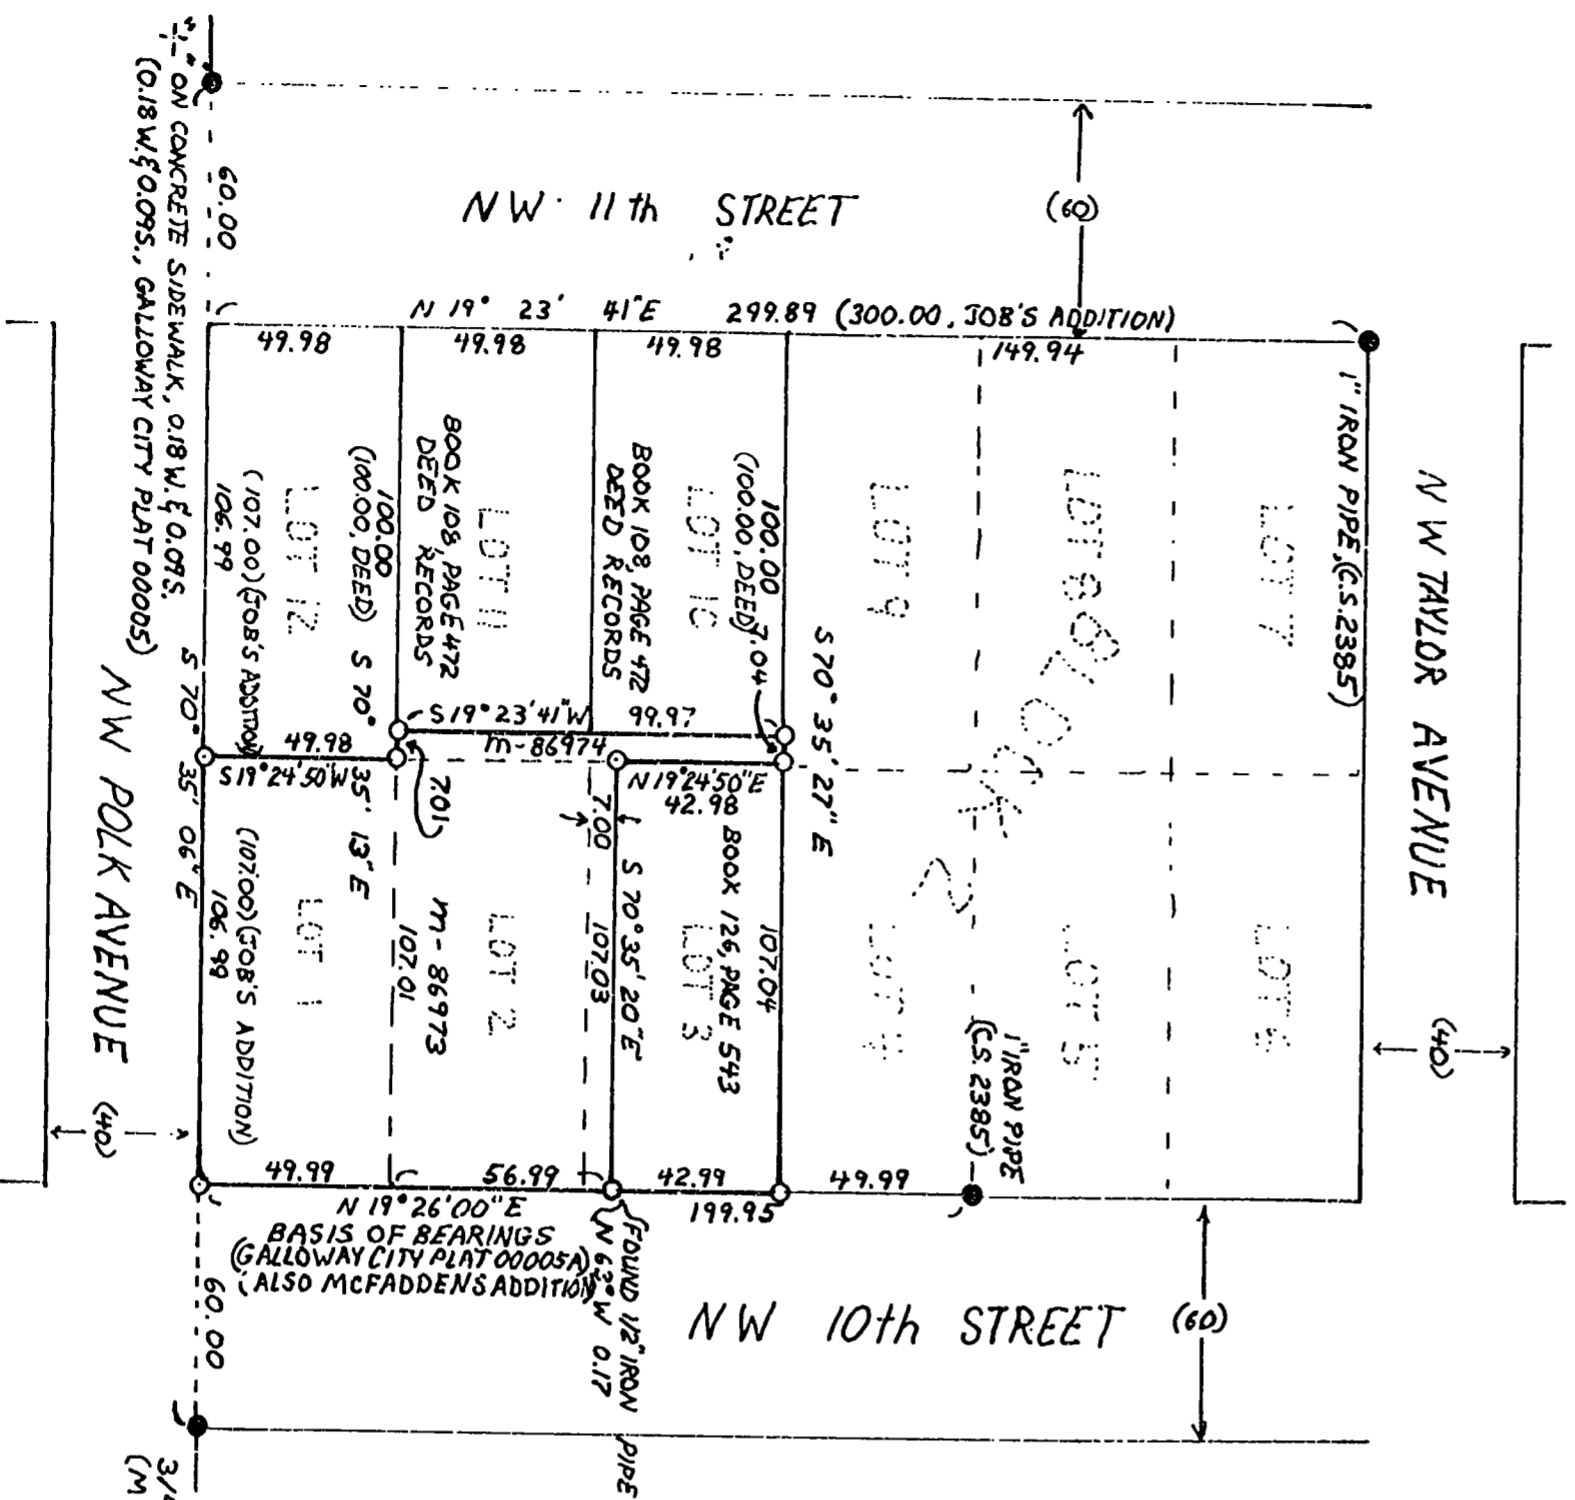 "+" ON CONCRETE SIDEWALK, 0.18 W. & 0.09S.
(0.18 W. & 0.09S., GALLOWAY CITY PLAT 00005)
60.00
NW 11th STREET
(60)
N 19° 23' 41"E 299.89 (300.00, JOB'S ADDITION)
49.98
49.98
49.98
149.94
1" IRON PIPE, (C.S. 2385)
NW TAYLOR AVENUE
(40)
LOT 12
(107.00) (JOB'S ADDITION)
106.99
100.00
(100.00, DEED)
S 70° 35' 13" E
BOOK 108, PAGE 472
DEED RECORDS
LOT 11
BOOK 108, PAGE 472
DEED RECORDS
LOT 10
100.00
(100.00, DEED)
7.04
S 70° 35' 27" E
LOT 9
LOT 8
LOT 7
BLOCK 2
S 70° 35' 06" E
NW POLK AVENUE
(40)
S 19° 23' 41" W 99.97
m-86974
49.98
S 19° 24' 50" W
7.01
N 19° 24' 50" E
42.98
7.00
(107.00) (JOB'S ADDITION)
106.99
LOT 1
107.01
m-86973
LOT 2
107.03
S 70° 35' 20" E
LOT 3
BOOK 126, PAGE 543
107.04
LOT 4
LOT 5
LOT 6
1" IRON PIPE
(C.S. 2385)
49.99
56.99
42.99
49.99
199.95
N 19° 26' 00" E
BASIS OF BEARINGS
(GALLOWAY CITY PLAT 00005A)
(ALSO MCFADDENS ADDITION)
FOUND 1/2" IRON PIPE
W 0.17
60.00
NW 10th STREET
(60)
(M